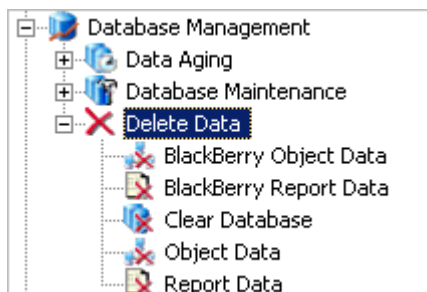 Database Management
Data Aging
Database Maintenance
Delete Data
BlackBerry Object Data
BlackBerry Report Data
Clear Database
Object Data
Report Data